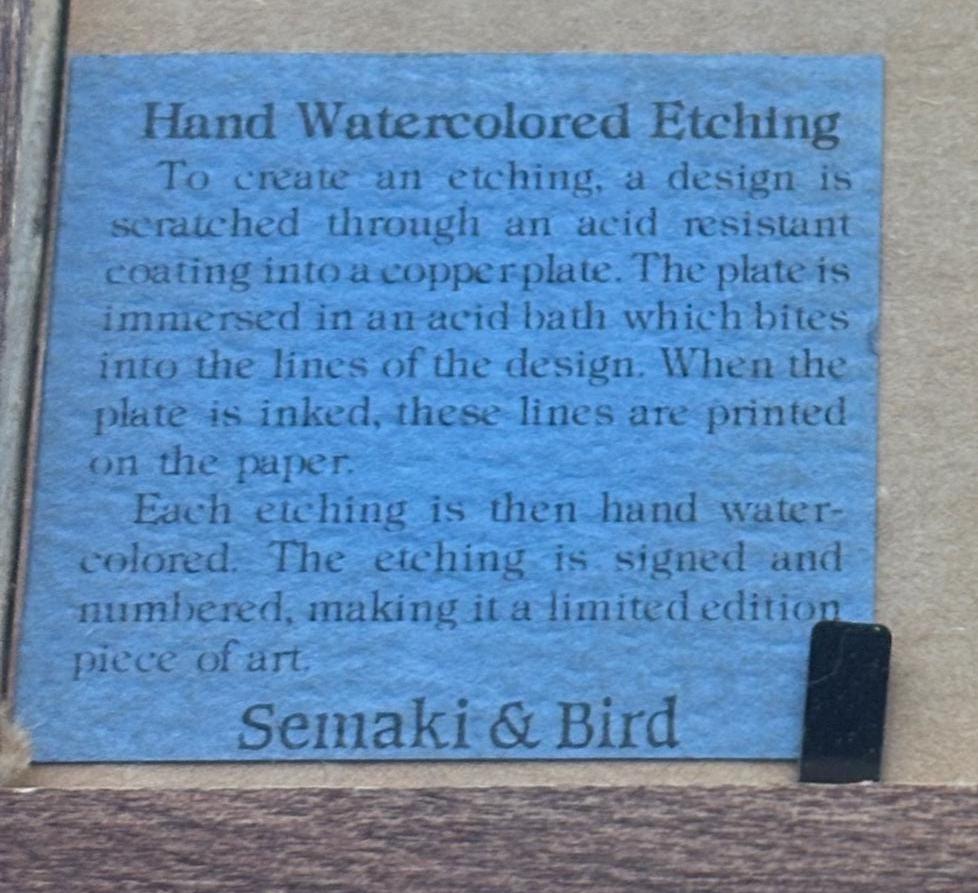 Hand Watercolored Etching
To create an etching, a design is
scratched through an acid resistant
coating into a copper plate. The plate is
immersed in an acid bath which bites
into the lines of the design. When the
plate is inked, these lines are printed
on the paper.
Each etching is then hand water-
colored. The etching is signed and
numbered, making it a limited edition
piece of art.
Semaki & Bird